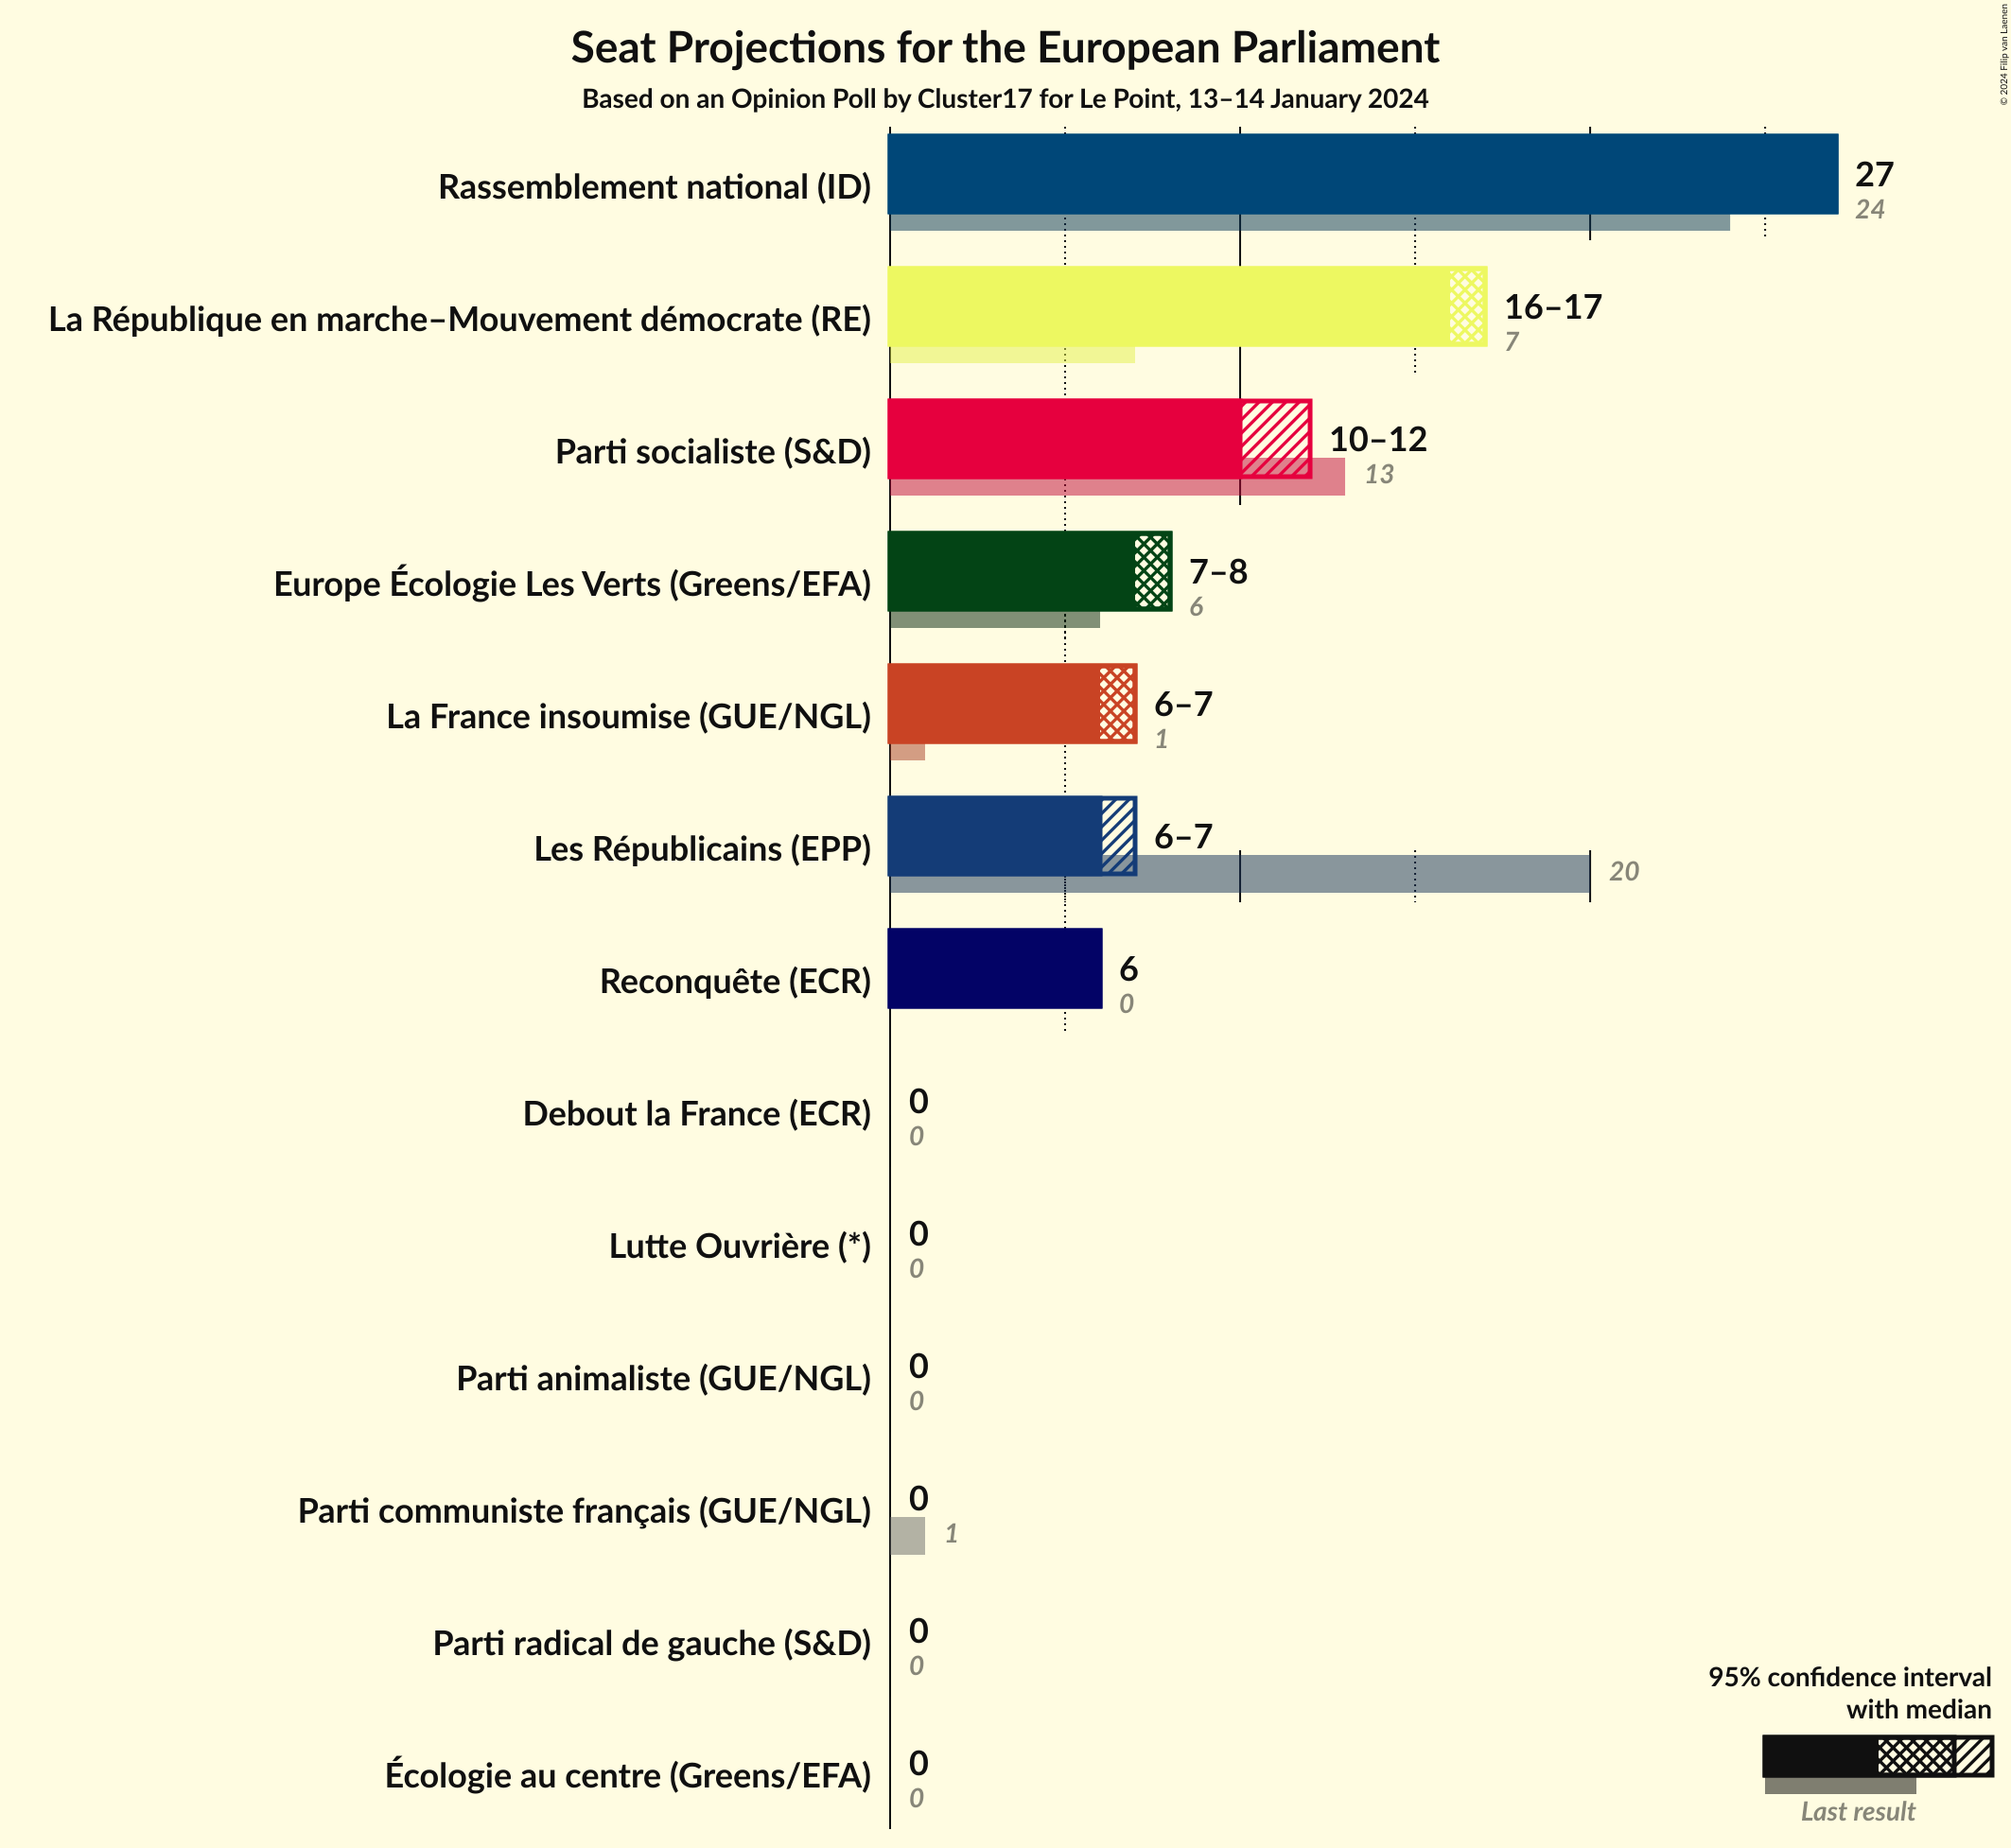 Seat Projections for the European Parliament
Based on an Opinion Poll by Cluster17 for Le Point, 13–14 January 2024
© 2024 Filip van Laenen
Rassemblement national (ID)
27
24
La République en marche–Mouvement démocrate (RE)
16–17
7
Parti socialiste (S&D)
10–12
13
Europe Écologie Les Verts (Greens/EFA)
7–8
6
La France insoumise (GUE/NGL)
6–7
1
Les Républicains (EPP)
6–7
20
Reconquête (ECR)
6
0
Debout la France (ECR)
0
0
Lutte Ouvrière (*)
0
0
Parti animaliste (GUE/NGL)
0
0
Parti communiste français (GUE/NGL)
0
1
Parti radical de gauche (S&D)
0
0
Écologie au centre (Greens/EFA)
0
0
95% confidence interval
with median
Last result